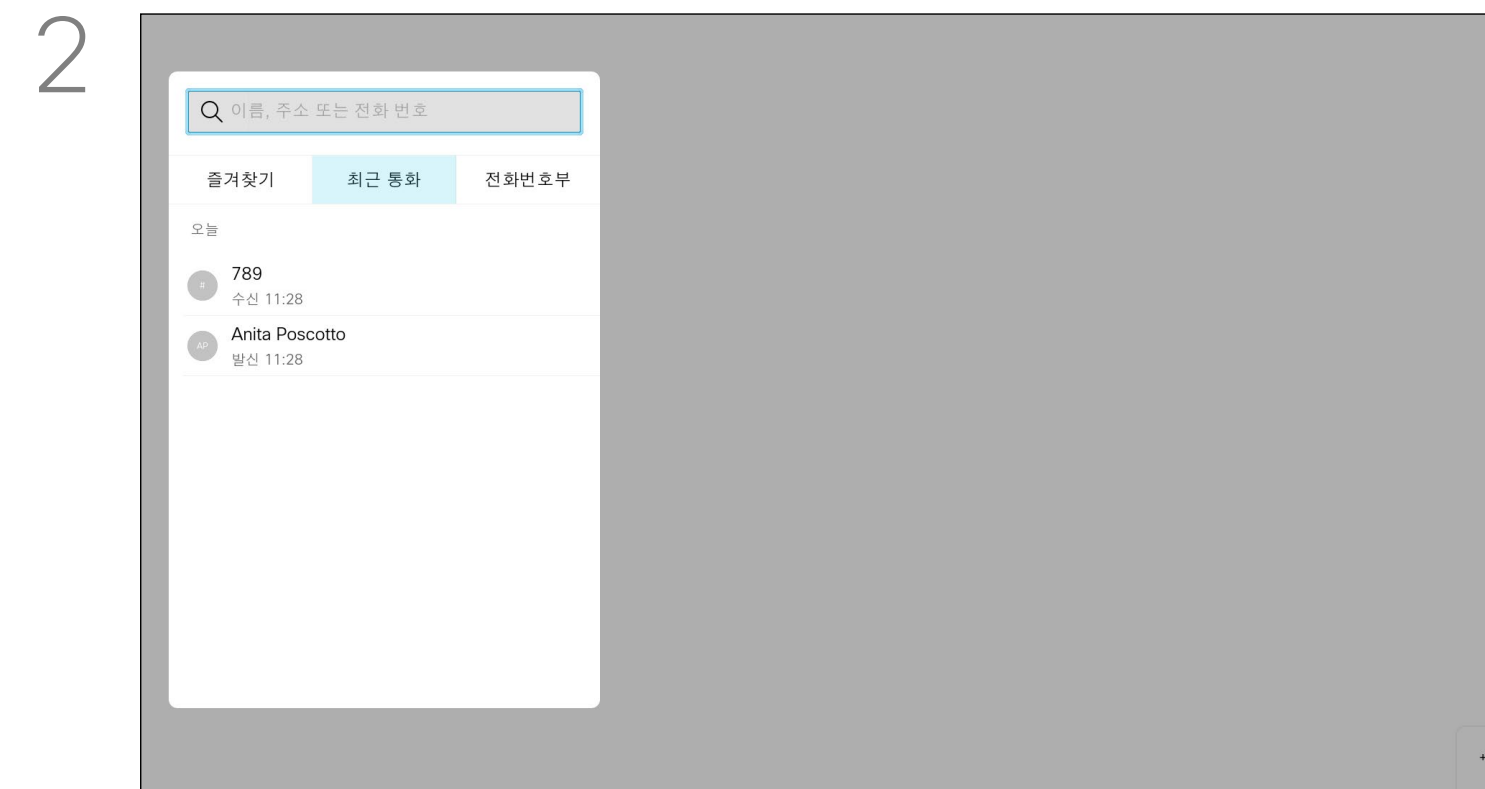 2
이름, 주소 또는 전화 번호
즐겨찾기 최근 통화 전화번호부
오늘
#
789
수신 11:28
AP
Anita Poscotto
발신 11:28
+